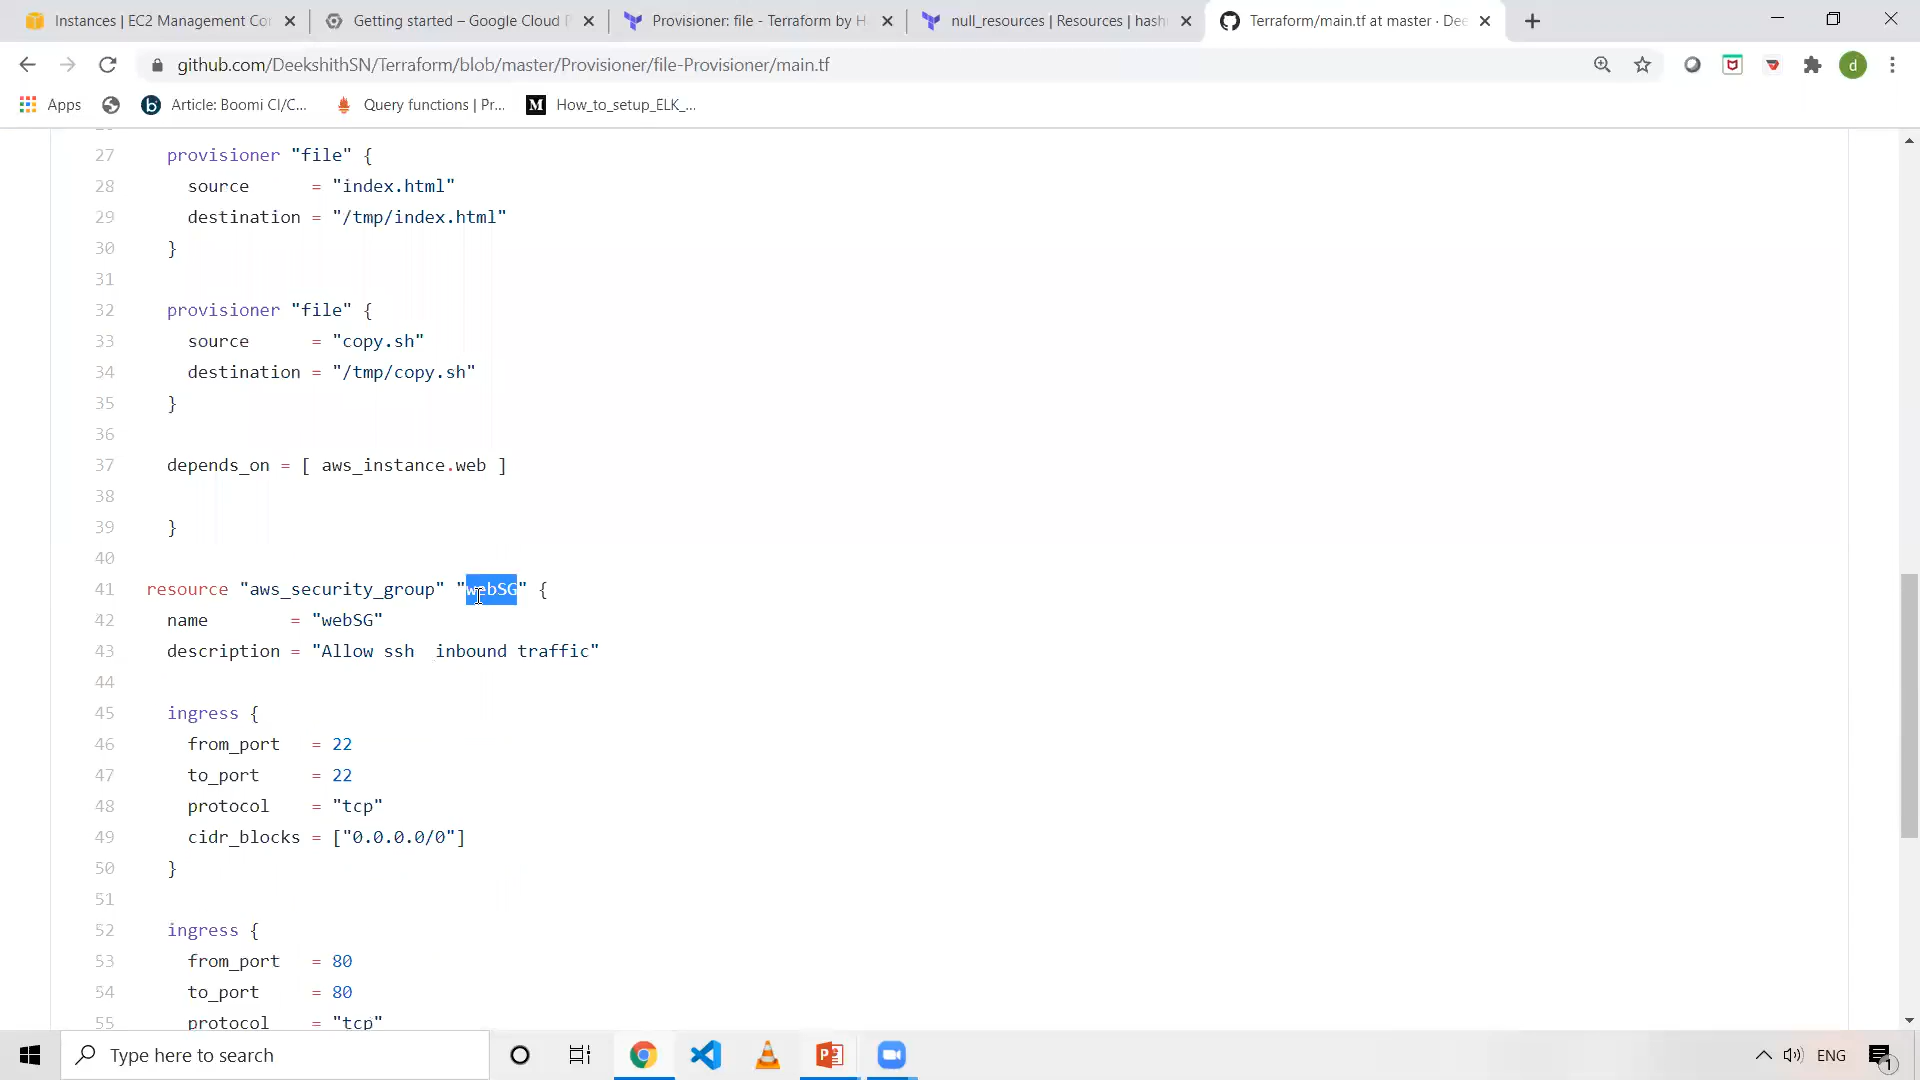 Instances | EC2 Management Con
Getting started – Google Cloud P
Provisioner: file - Terraform by H
null_resources | Resources | hashi
Terraform/main.tf at master · Dee
github.com/DeekshithSN/Terraform/blob/master/Provisioner/file-Provisioner/main.tf
d
Apps
Article: Boomi CI/C...
Query functions | Pr...
How_to_setup_ELK_...
27 provisioner "file" {
28 source = "index.html"
29 destination = "/tmp/index.html"
30 }
31
32 provisioner "file" {
33 source = "copy.sh"
34 destination = "/tmp/copy.sh"
35 }
36
37 depends_on = [ aws_instance.web ]
38
39 }
40
41 resource "aws_security_group" "webSG" {
42 name = "webSG"
43 description = "Allow ssh  inbound traffic"
44
45 ingress {
46 from_port = 22
47 to_port = 22
48 protocol = "tcp"
49 cidr_blocks = ["0.0.0.0/0"]
50 }
51
52 ingress {
53 from_port = 80
54 to_port = 80
55 protocol = "tcp"
Type here to search
ENG
1